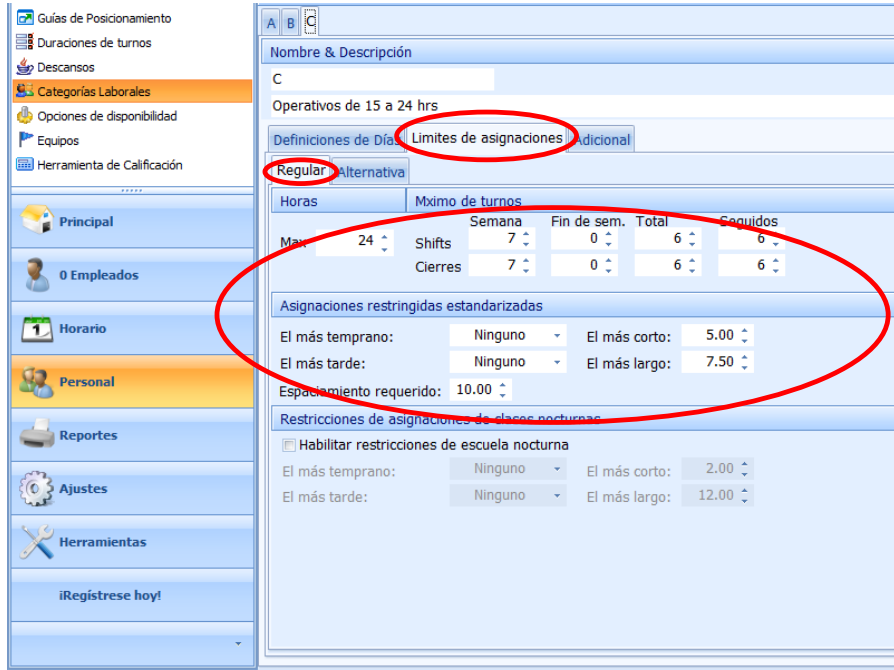 Guías de Posicionamiento
Duraciones de turnos
Descansos
Categorías Laborales
Opciones de disponibilidad
Equipos
Herramienta de Calificación
Principal
0 Empleados
1
Horario
Personal
Reportes
Ajustes
Herramientas
iRegístrese hoy!
A B C
Nombre & Descripción
C
Operativos de 15 a 24 hrs
Definiciones de Días Limites de asignaciones Adicional
Regular Alternativa
Horas Mximo de turnos
Semana Fin de sem. Total Seguidos
Max 24 Shifts 7 0 6 6
Cierres 7 0 6 6
Asignaciones restringidas estandarizadas
El más temprano: Ninguno El más corto: 5.00
El más tarde: Ninguno El más largo: 7.50
Espaciamiento requerido: 10.00
Restricciones de asignaciones de clases nocturnas
Habilitar restricciones de escuela nocturna
El más temprano: Ninguno El más corto: 2.00
El más tarde: Ninguno El más largo: 12.00